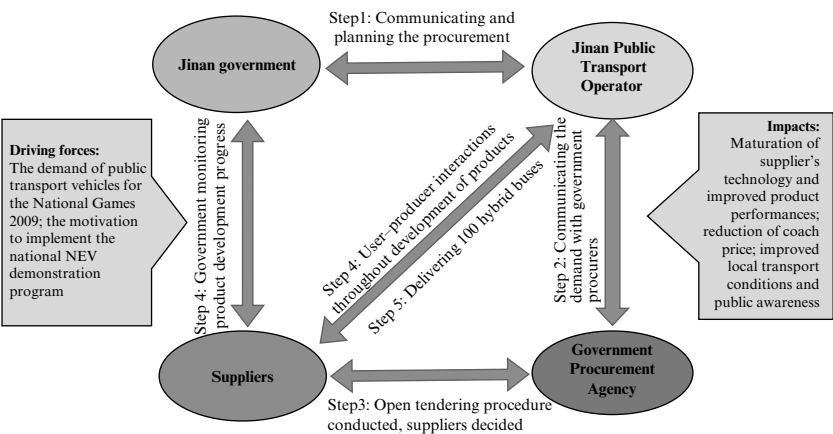 Step1: Communicating and
planning the procurement
Jinan government
Jinan Public
Transport
Operator
Driving forces:
The demand of public
transport vehicles for
the National Games
2009; the motivation
to implement the
national NEV
demonstration
program
Step 4: Government monitoring
product development progress
Step 4: User–producer interactions
throughout development of products
Step 5: Delivering 100 hybrid buses
Step 2: Communicating the
demand with government
procurers
Impacts:
Maturation of
supplier's
technology and
improved product
performances;
reduction of coach
price; improved
local transport
conditions and
public awareness
Suppliers
Government
Procurement
Agency
Step3: Open tendering procedure
conducted, suppliers decided